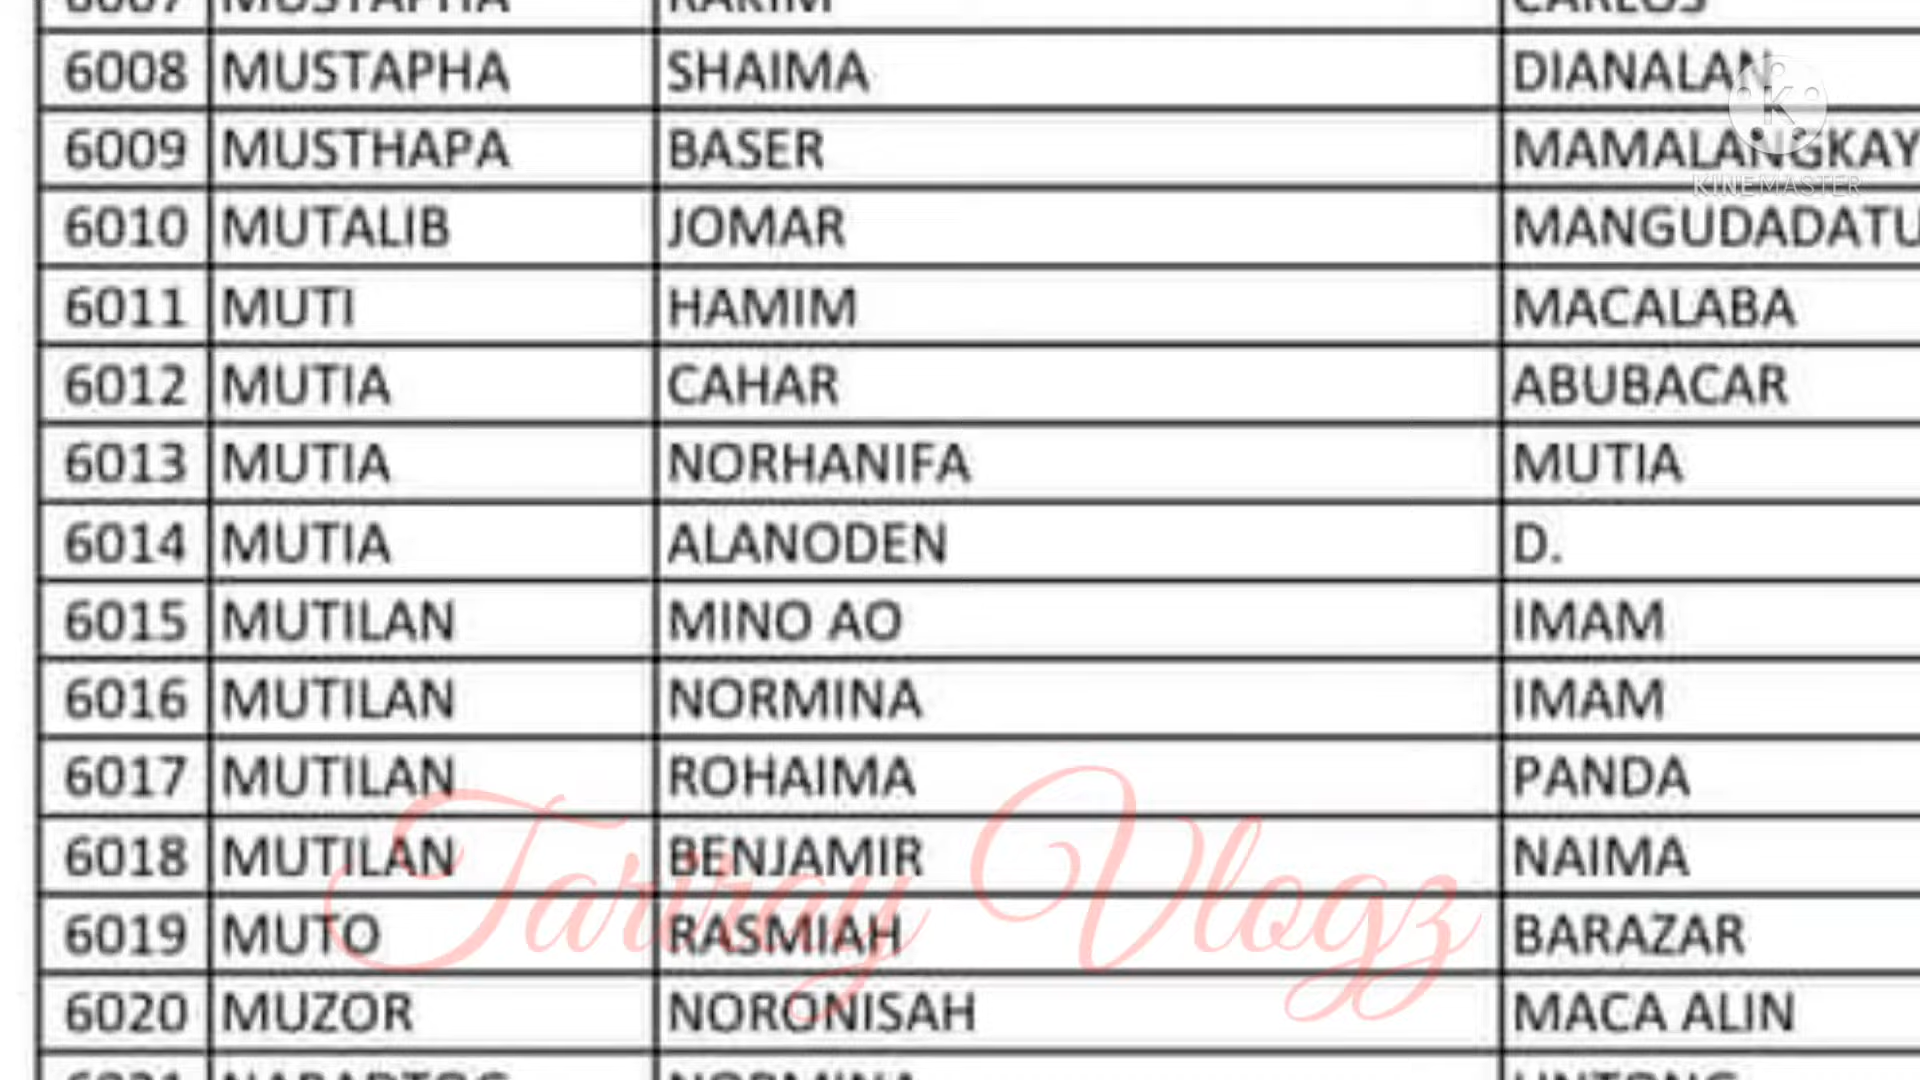 6008 MUSTAPHA SHAIMA DIANALAN
6009 MUSTHAPA BASER MAMALANGKAY
6010 MUTALIB JOMAR MANGUDADATU
6011 MUTI HAMIM MACALABA
6012 MUTIA CAHAR ABUBACAR
6013 MUTIA NORHANIFA MUTIA
6014 MUTIA ALANODEN D.
6015 MUTILAN MINO AO IMAM
6016 MUTILAN NORMINA IMAM
6017 MUTILAN ROHAIMA PANDA
6018 MUTILAN BENJAMIR NAIMA
6019 MUTO RASMIAH BARAZAR
6020 MUZOR NORONISAH MACA ALIN
K
KINEMASTER
Vlogz